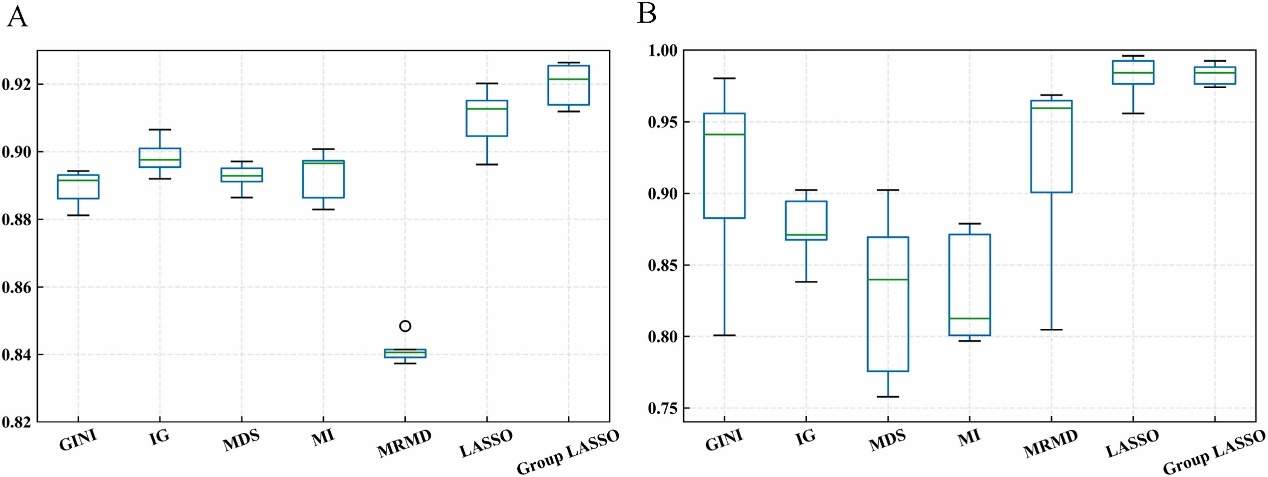 A
0.92
0.90
0.88
0.86
0.84
0.82
GINI
IG
MDS
MI
MRMD
LASSO
Group LASSO
B
1.00
0.95
0.90
0.85
0.80
0.75
GINI
IG
MDS
MI
MRMD
LASSO
Group LASSO